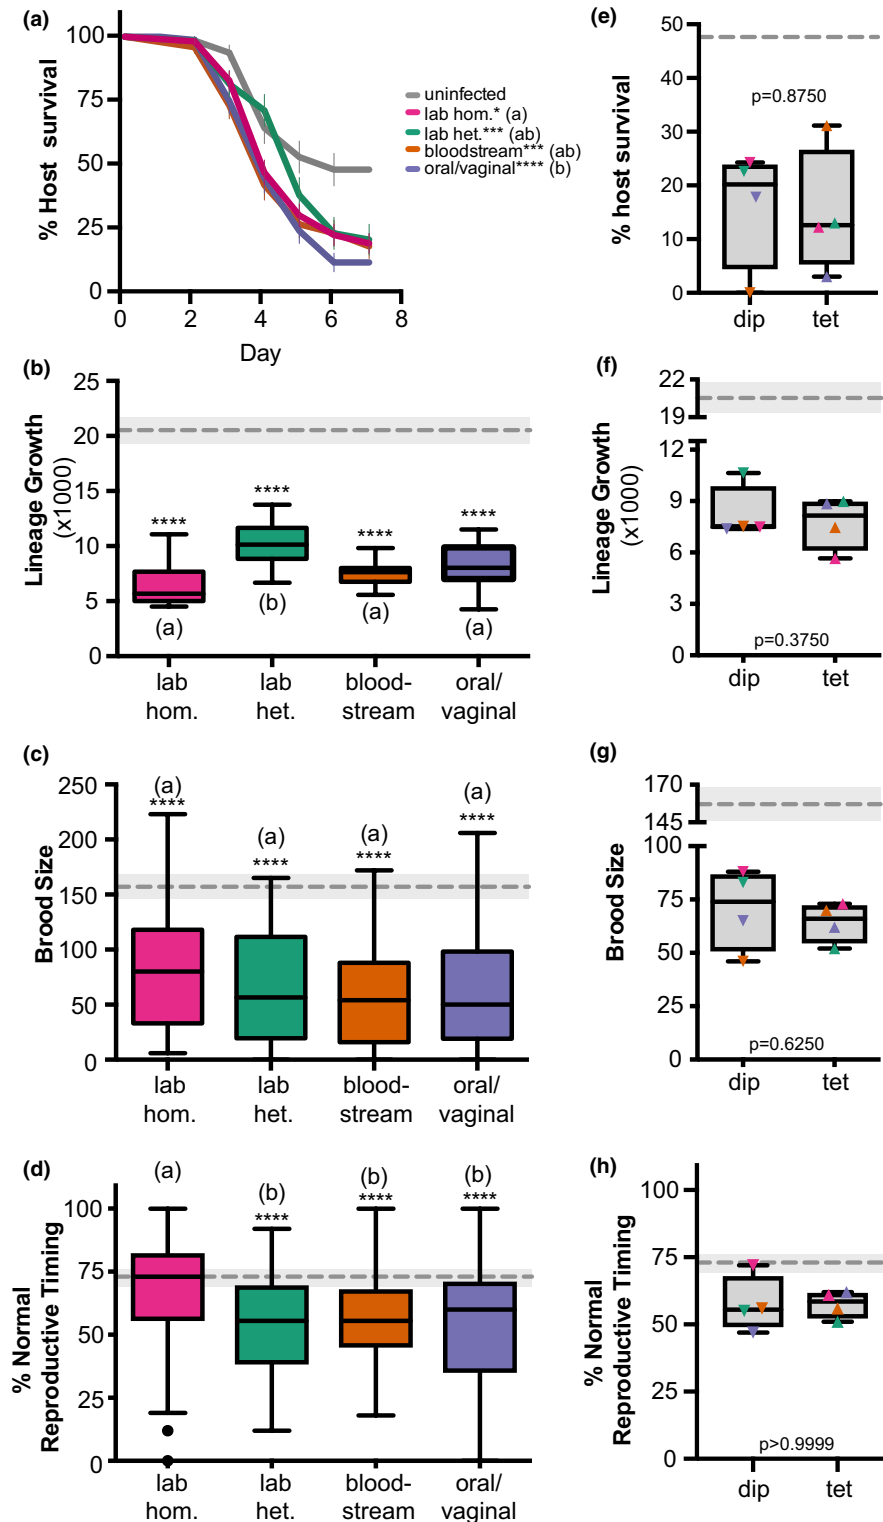 (a)
% Host survival
100
75
50
25
0
0 2 4 6 8
Day
uninfected
lab hom.* (a)
lab het.*** (ab)
bloodstream*** (ab)
oral/vaginal**** (b)
(e)
% host survival
50
40
30
20
10
0
p=0.8750
dip tet
(b)
Lineage Growth
(x1000)
25
20
15
10
5
0
**** **** **** ****
(a) (b) (a) (a)
lab
hom.
lab
het.
blood-
stream
oral/
vaginal
(f)
Lineage Growth
(x1000)
22
19
12
9
6
3
0
p=0.3750
dip tet
(c)
Brood Size
250
200
150
100
50
0
(a) (a) (a) (a)
**** **** **** ****
lab
hom.
lab
het.
blood-
stream
oral/
vaginal
(g)
Brood Size
170
145
100
75
50
25
0
p=0.6250
dip tet
(d)
% Normal
Reproductive Timing
100
75
50
25
0
(a) (b) (b) (b)
**** **** ****
lab
hom.
lab
het.
blood-
stream
oral/
vaginal
(h)
% Normal
Reproductive Timing
100
75
50
25
0
p>0.9999
dip tet